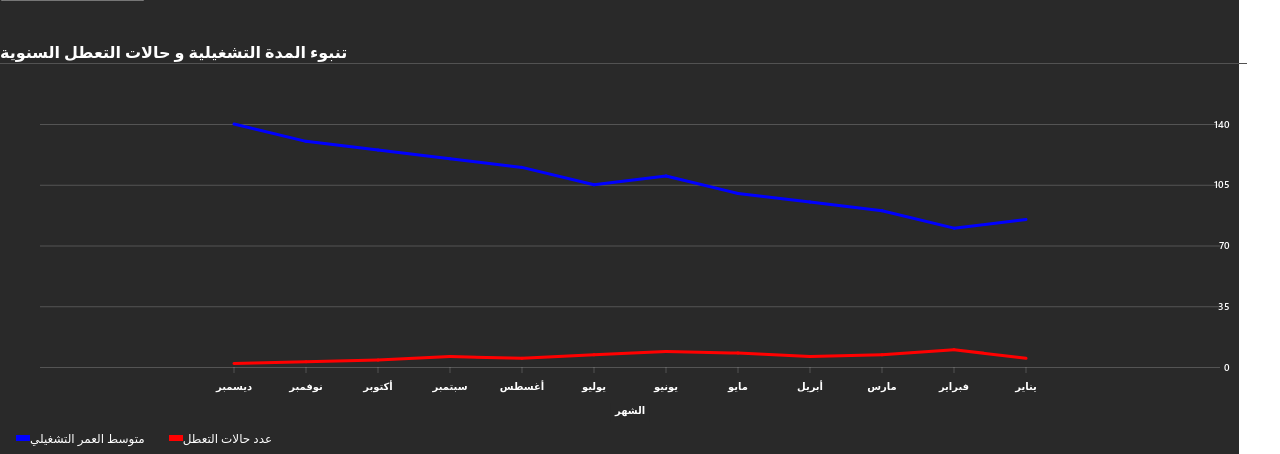 تنبوء المدة التشغيلية و حالات التعطل السنوية
140
105
70
35
0
يناير
فبراير
مارس
أبريل
مايو
يونيو
يوليو
أغسطس
سبتمبر
أكتوبر
نوفمبر
ديسمبر
الشهر
عدد حالات التعطل
متوسط العمر التشغيلي